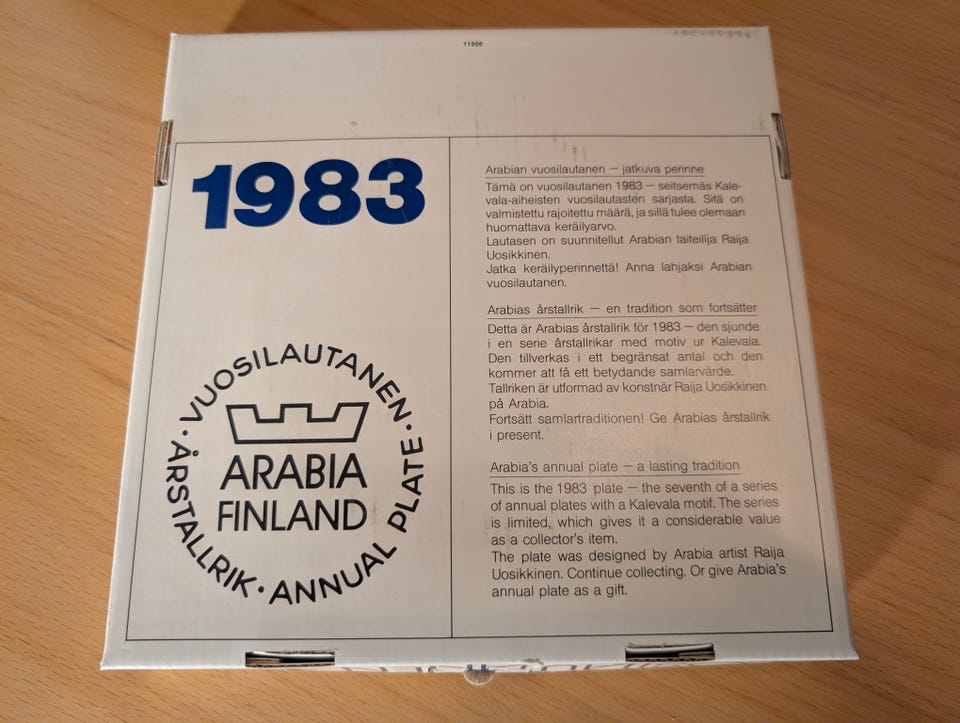 11300
1983
VUOSILAUTANEN · ANNUAL PLATE · ÅRSTALLRIK ·
ARABIA
FINLAND
Arabian vuosilautanen – jatkuva perinne
Tämä on vuosilautanen 1983 – seitsemäs Kale-
vala-aiheisten vuosilautasten sarjasta. Sitä on
valmistettu rajoitettu määrä, ja sillä tulee olemaan
huomattava keräilyarvo.
Lautasen on suunnitellut Arabian taiteilija Raija
Uosikkinen.
Jatka keräilyperinnettä! Anna lahjaksi Arabian
vuosilautanen.
Arabias årstallrik – en tradition som fortsätter
Detta är Arabias årstallrik för 1983 – den sjunde
i en serie årstallrikar med motiv ur Kalevala.
Den tillverkas i ett begränsat antal och den
kommer att få ett betydande samlarvärde.
Tallriken är utformad av konstnär Raija Uosikkinen
på Arabia.
Fortsätt samlartraditionen! Ge Arabias årstallrik
i present.
Arabia's annual plate – a lasting tradition
This is the 1983 plate – the seventh of a series
of annual plates with a Kalevala motif. The series
is limited, which gives it a considerable value
as a collector's item.
The plate was designed by Arabia artist Raija
Uosikkinen. Continue collecting. Or give Arabia's
annual plate as a gift.